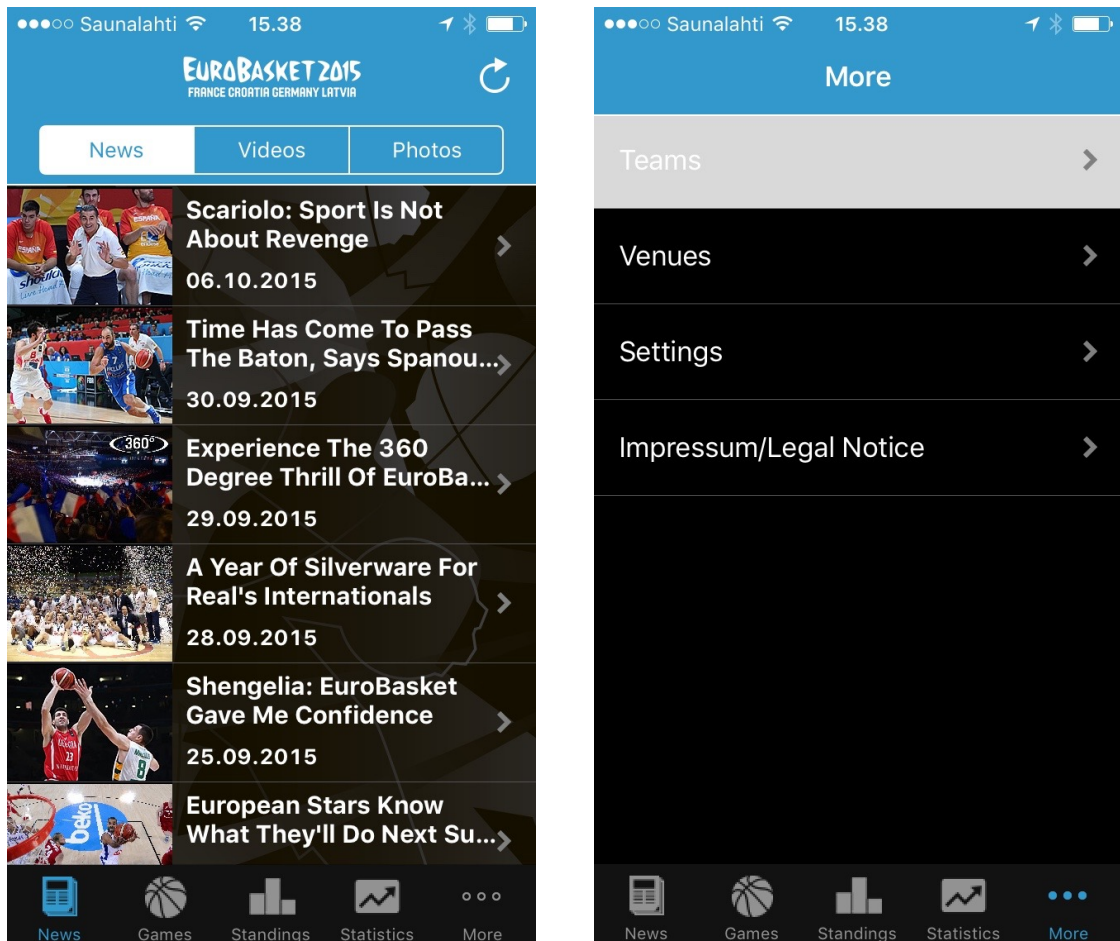 Saunalahti 15.38
EUROBASKET 2015
FRANCE CROATIA GERMANY LATVIA
News Videos Photos
Scariolo: Sport Is Not
About Revenge
06.10.2015
Time Has Come To Pass
The Baton, Says Spanou...
30.09.2015
360°
Experience The 360
Degree Thrill Of EuroBa...
29.09.2015
A Year Of Silverware For
Real's Internationals
28.09.2015
Shengelia: EuroBasket
Gave Me Confidence
25.09.2015
23
8
beko
European Stars Know
What They'll Do Next Su...
News Games Standings Statistics More
Saunalahti 15.38
More
Teams
Venues
Settings
Impressum/Legal Notice
News Games Standings Statistics More